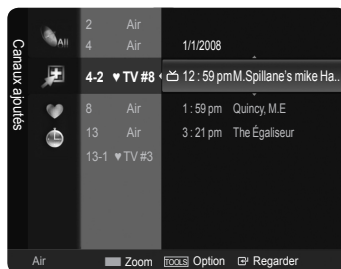 Canaux ajoutés
All
2 Air
4 Air 1/1/2008
4-2 ♥ TV #8 12 : 59 pm M.Spillane's mike Ha..
8 Air 1 : 59 pm Quincy, M.E
13 Air 3 : 21 pm The Égaliseur
13-1 ♥ TV #3
Air Zoom TOOLS Option Regarder